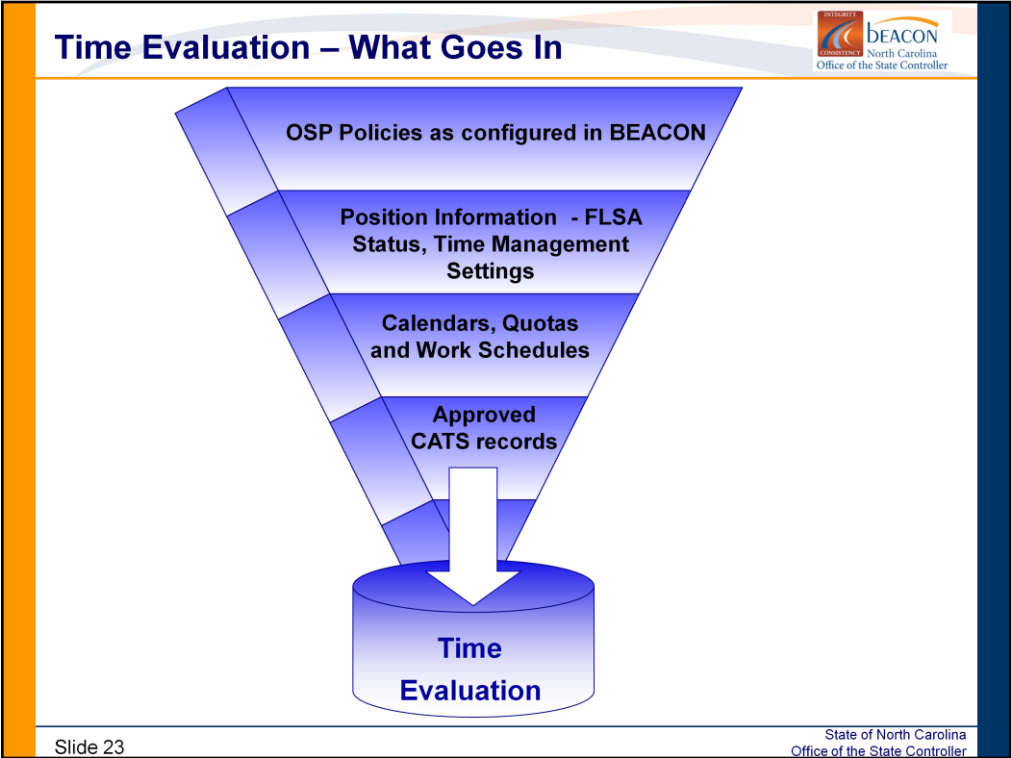 Time Evaluation – What Goes In
INTEGRITY
CONSISTENCY
BEACON
North Carolina
Office of the State Controller
OSP Policies as configured in BEACON
Position Information - FLSA
Status, Time Management
Settings
Calendars, Quotas
and Work Schedules
Approved
CATS records
Time
Evaluation
Slide 23
State of North Carolina
Office of the State Controller